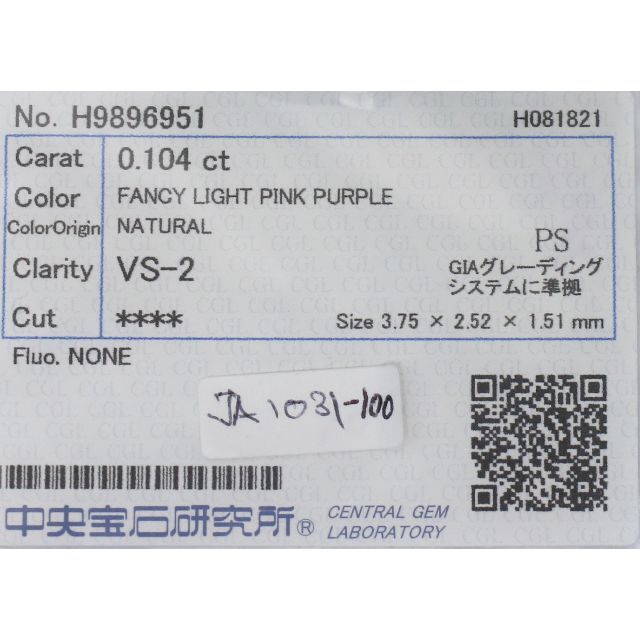 No. H9896951 H081821
Carat 0.104 ct
Color FANCY LIGHT PINK PURPLE
ColorOrigin NATURAL
PS
Clarity VS-2 GIAグレーディング
システムに準拠
Cut **** Size 3.75 × 2.52 × 1.51 mm
Fluo. NONE
JA1031-100
中央宝石研究所® CENTRAL GEM
LABORATORY